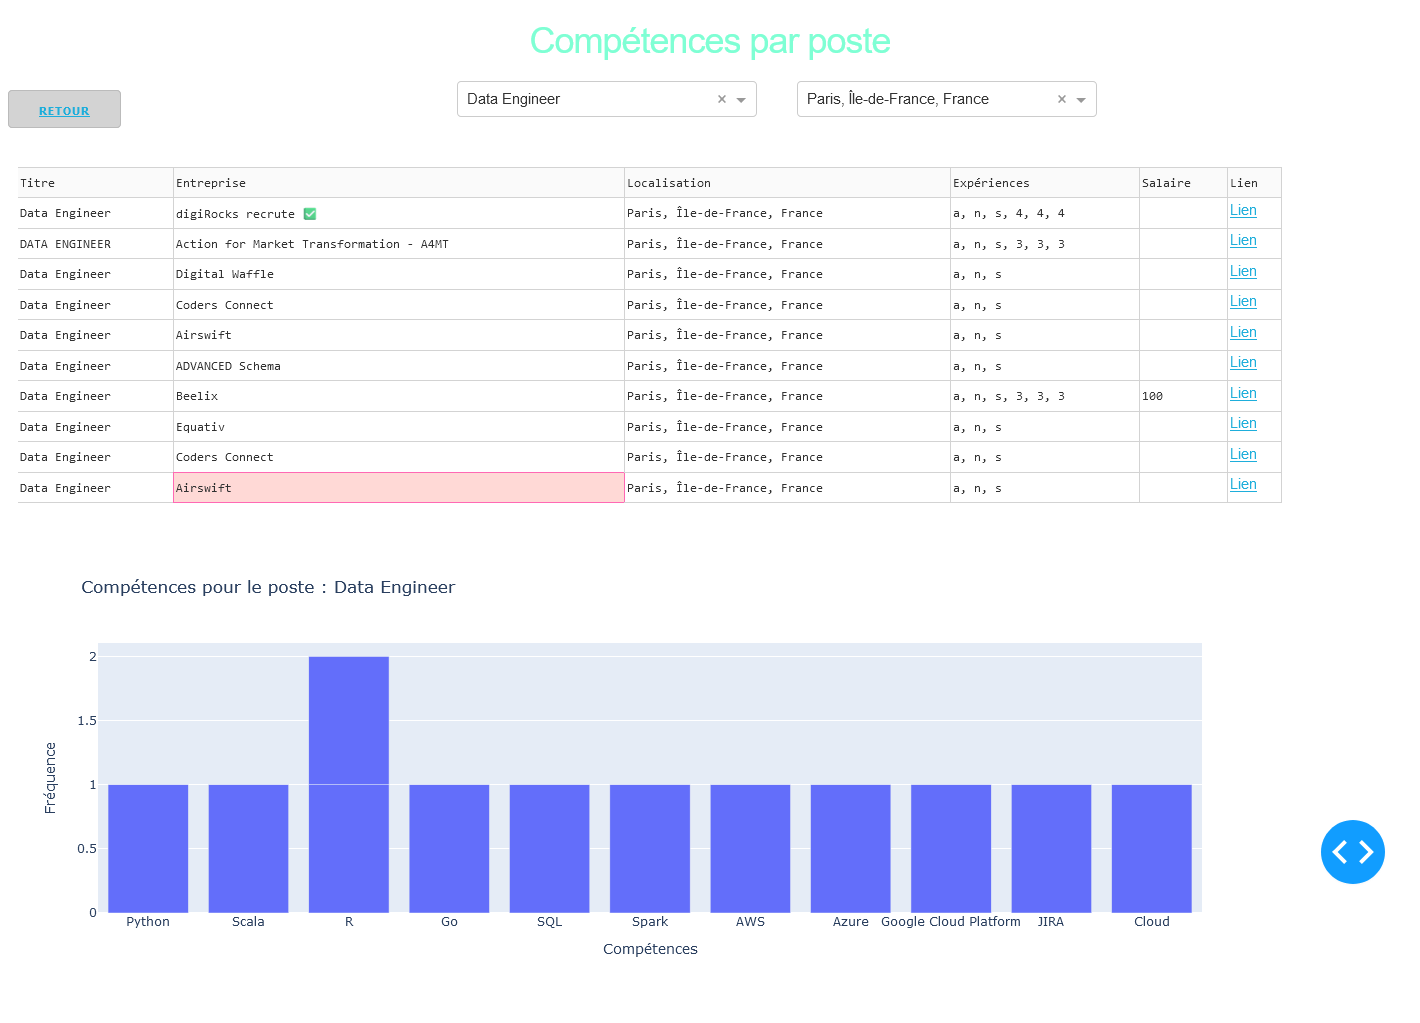 Compétences par poste
RETOUR
Data Engineer × Paris, Île-de-France, France ×
Titre Entreprise Localisation Expériences Salaire Lien
Data Engineer digiRocks recrute ✅ Paris, Île-de-France, France a, n, s, 4, 4, 4 Lien
DATA ENGINEER Action for Market Transformation - A4MT Paris, Île-de-France, France a, n, s, 3, 3, 3 Lien
Data Engineer Digital Waffle Paris, Île-de-France, France a, n, s Lien
Data Engineer Coders Connect Paris, Île-de-France, France a, n, s Lien
Data Engineer Airswift Paris, Île-de-France, France a, n, s Lien
Data Engineer ADVANCED Schema Paris, Île-de-France, France a, n, s Lien
Data Engineer Beelix Paris, Île-de-France, France a, n, s, 3, 3, 3 100 Lien
Data Engineer Equativ Paris, Île-de-France, France a, n, s Lien
Data Engineer Coders Connect Paris, Île-de-France, France a, n, s Lien
Data Engineer Airswift Paris, Île-de-France, France a, n, s Lien
Compétences pour le poste : Data Engineer
2
1.5
1
0.5
0
Fréquence
Python Scala R Go SQL Spark AWS Azure Google Cloud Platform JIRA Cloud
Compétences